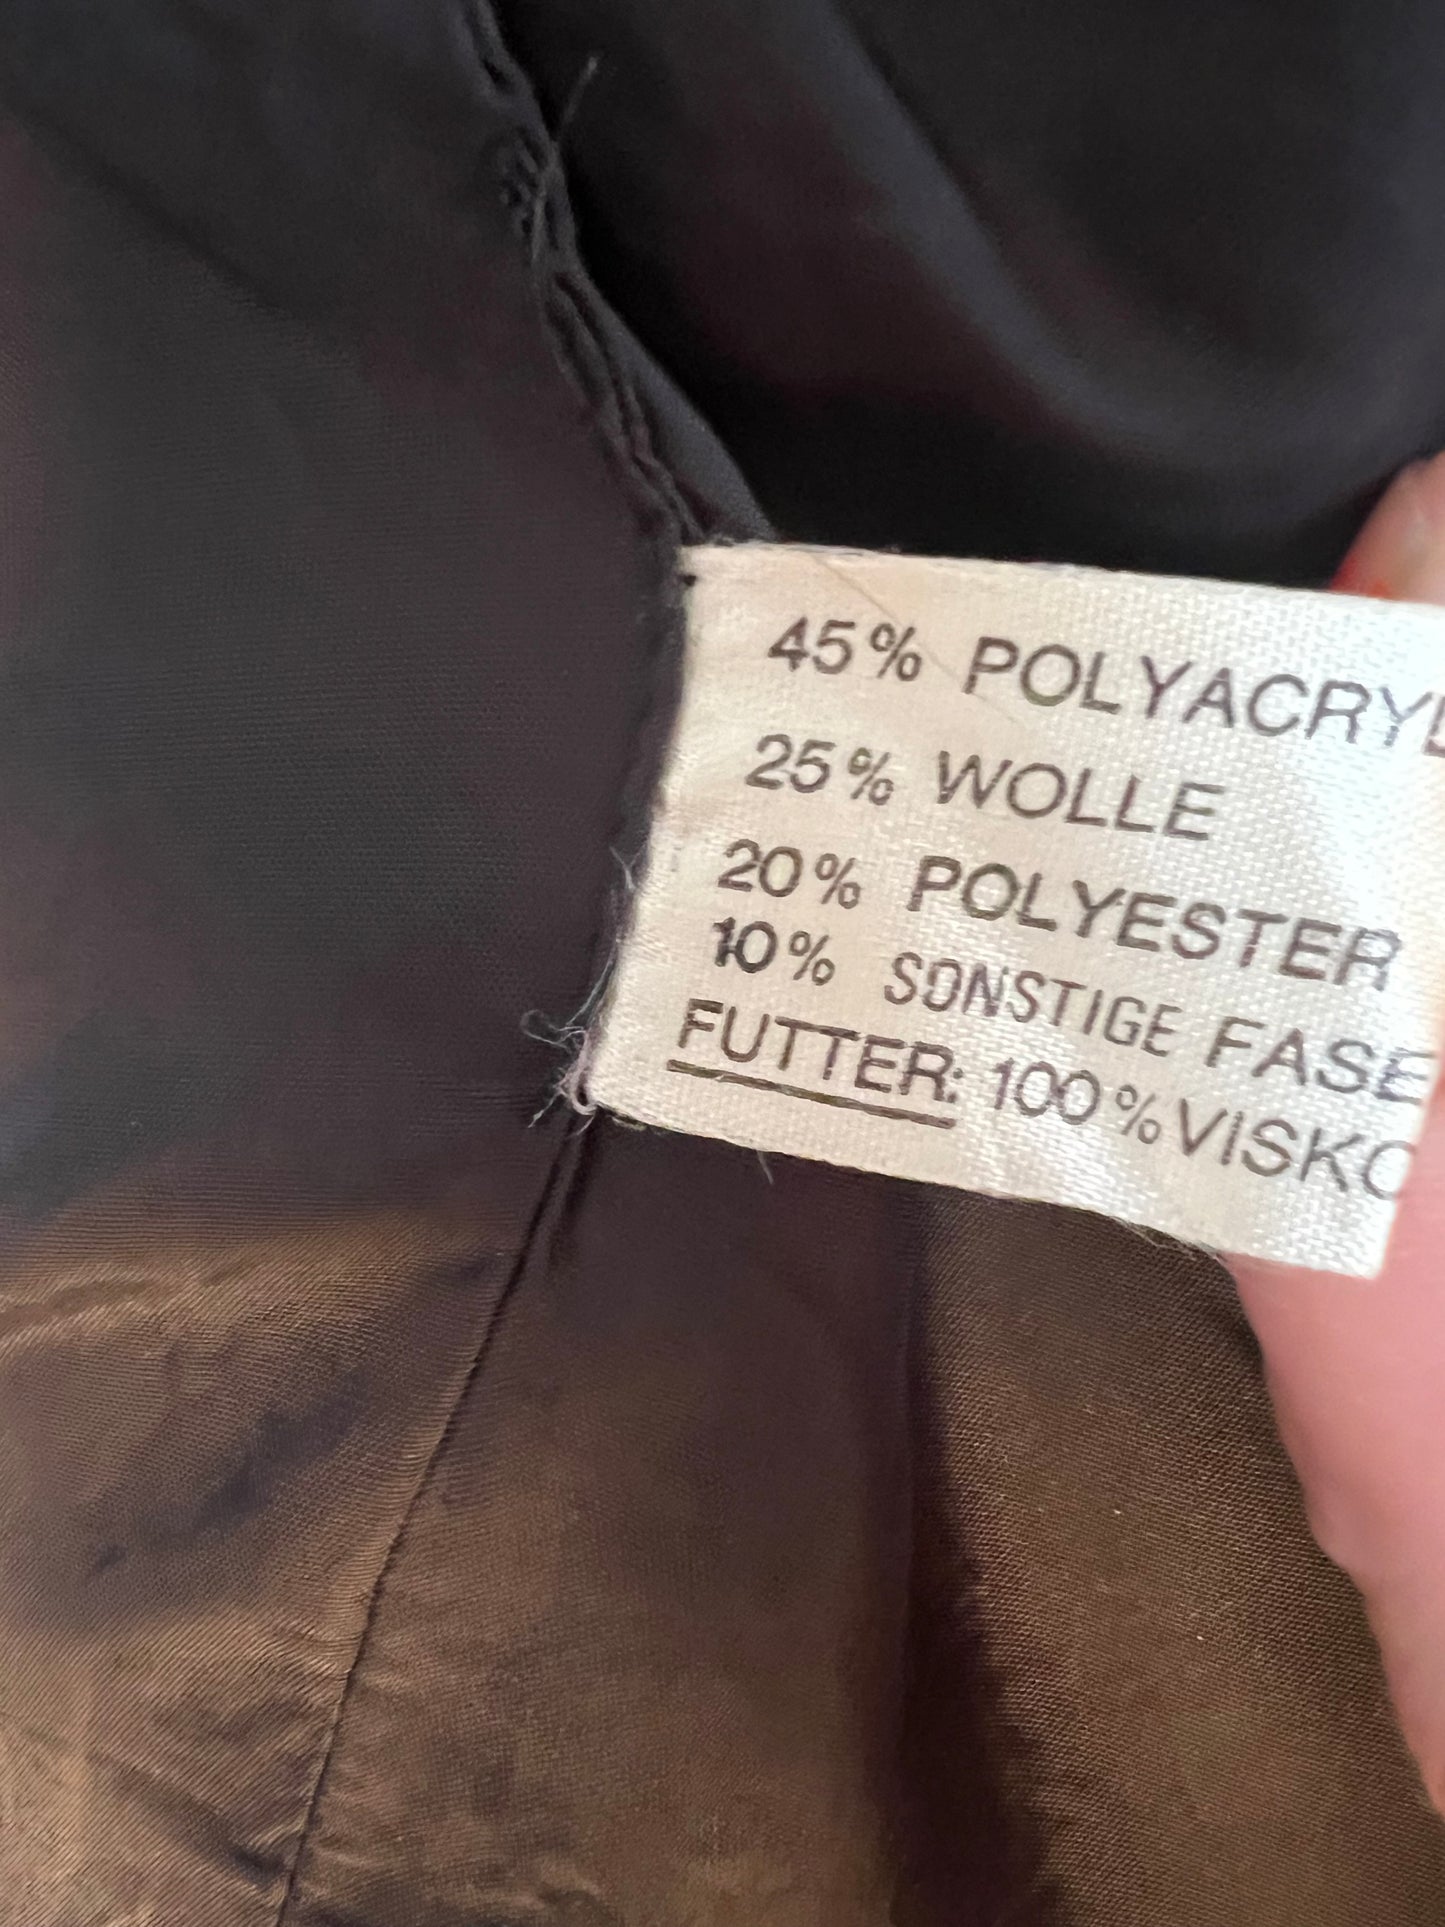 45% POLYACRYL
25% WOLLE
20% POLYESTER
10% SONSTIGE FASE
FUTTER: 100% VISKO